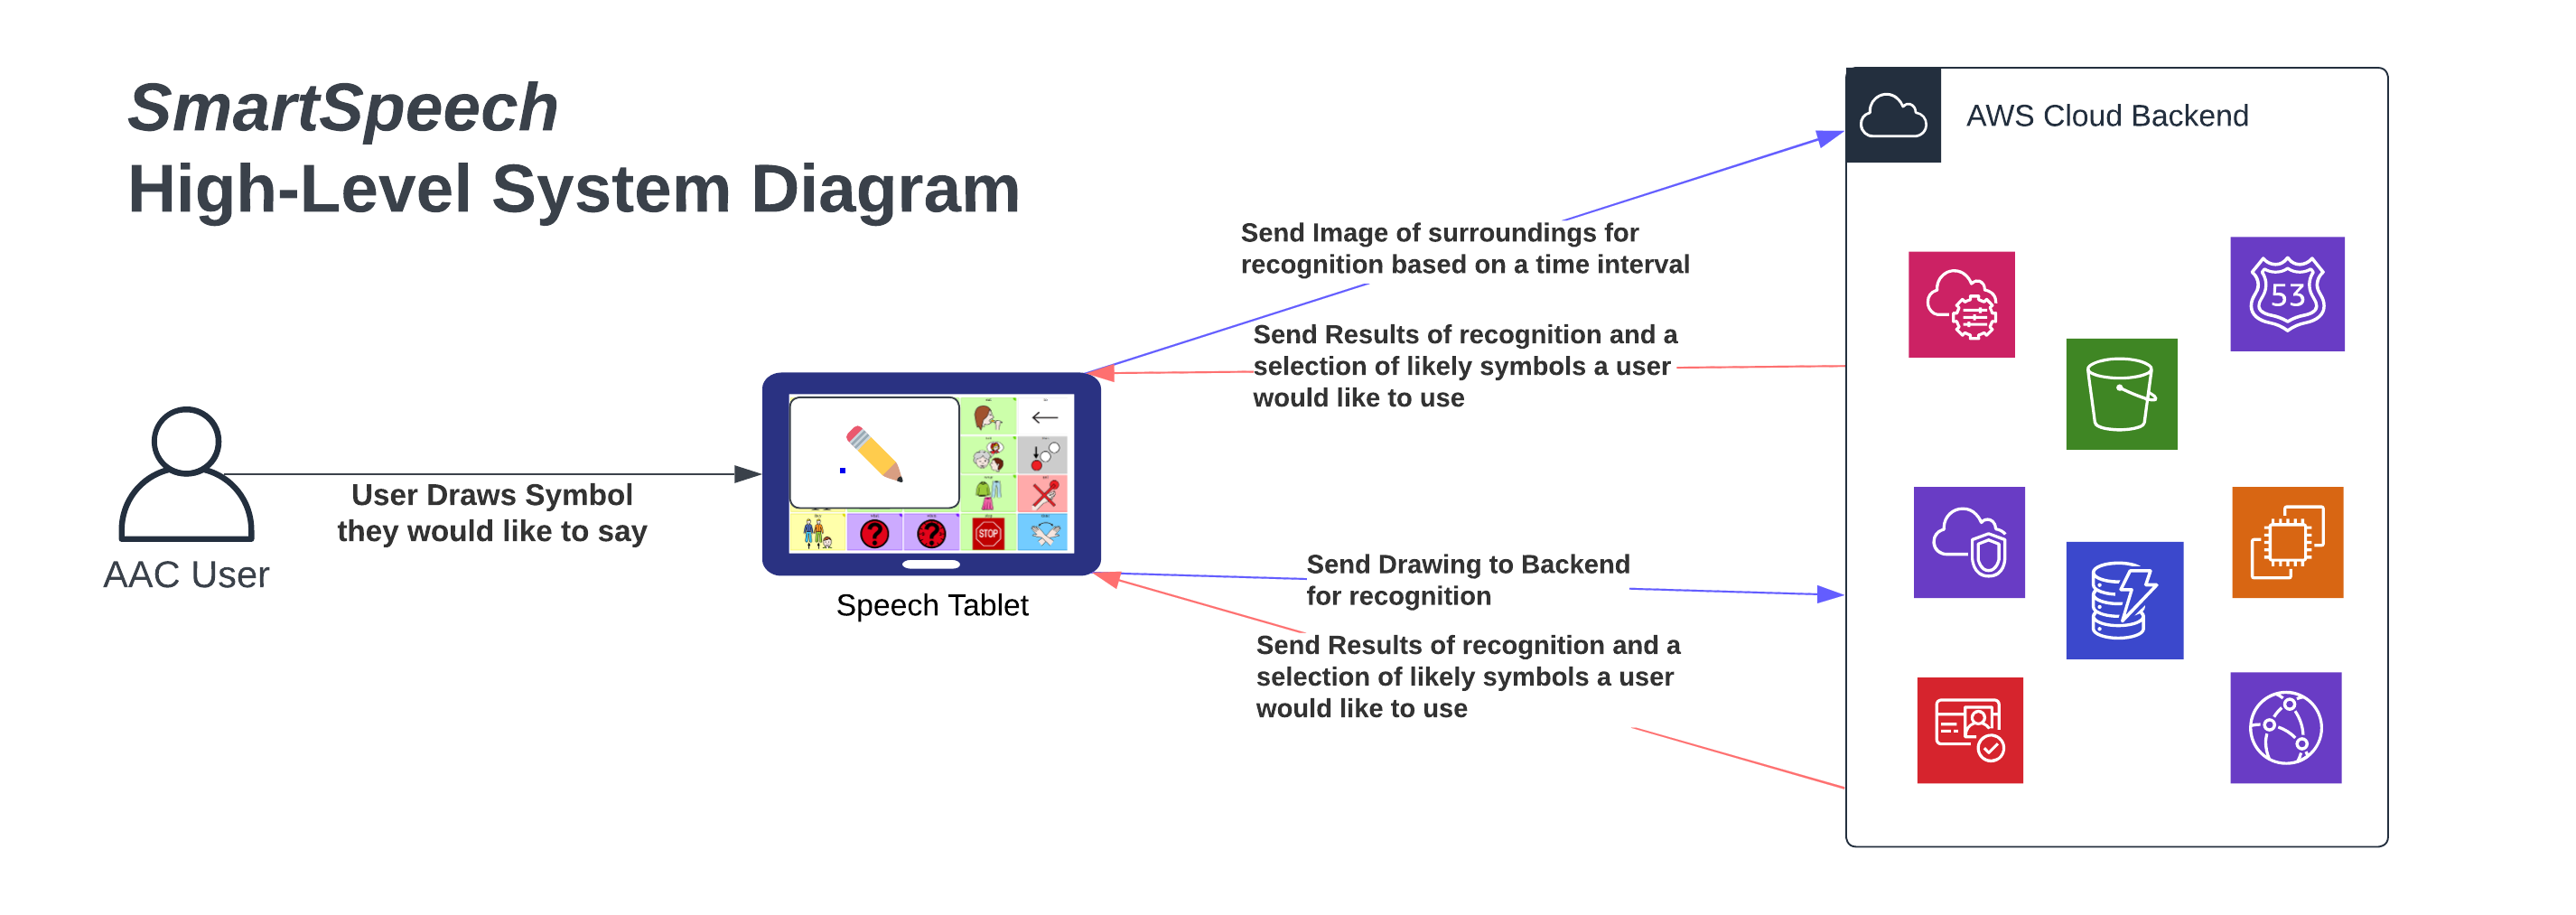 SmartSpeech
High-Level System Diagram
AWS Cloud Backend
Send Image of surroundings for
recognition based on a time interval
53
Send Results of recognition and a
selection of likely symbols a user
would like to use
User Draws Symbol
they would like to say
AAC User
STOP
?
?
Speech Tablet
Send Drawing to Backend
for recognition
Send Results of recognition and a
selection of likely symbols a user
would like to use